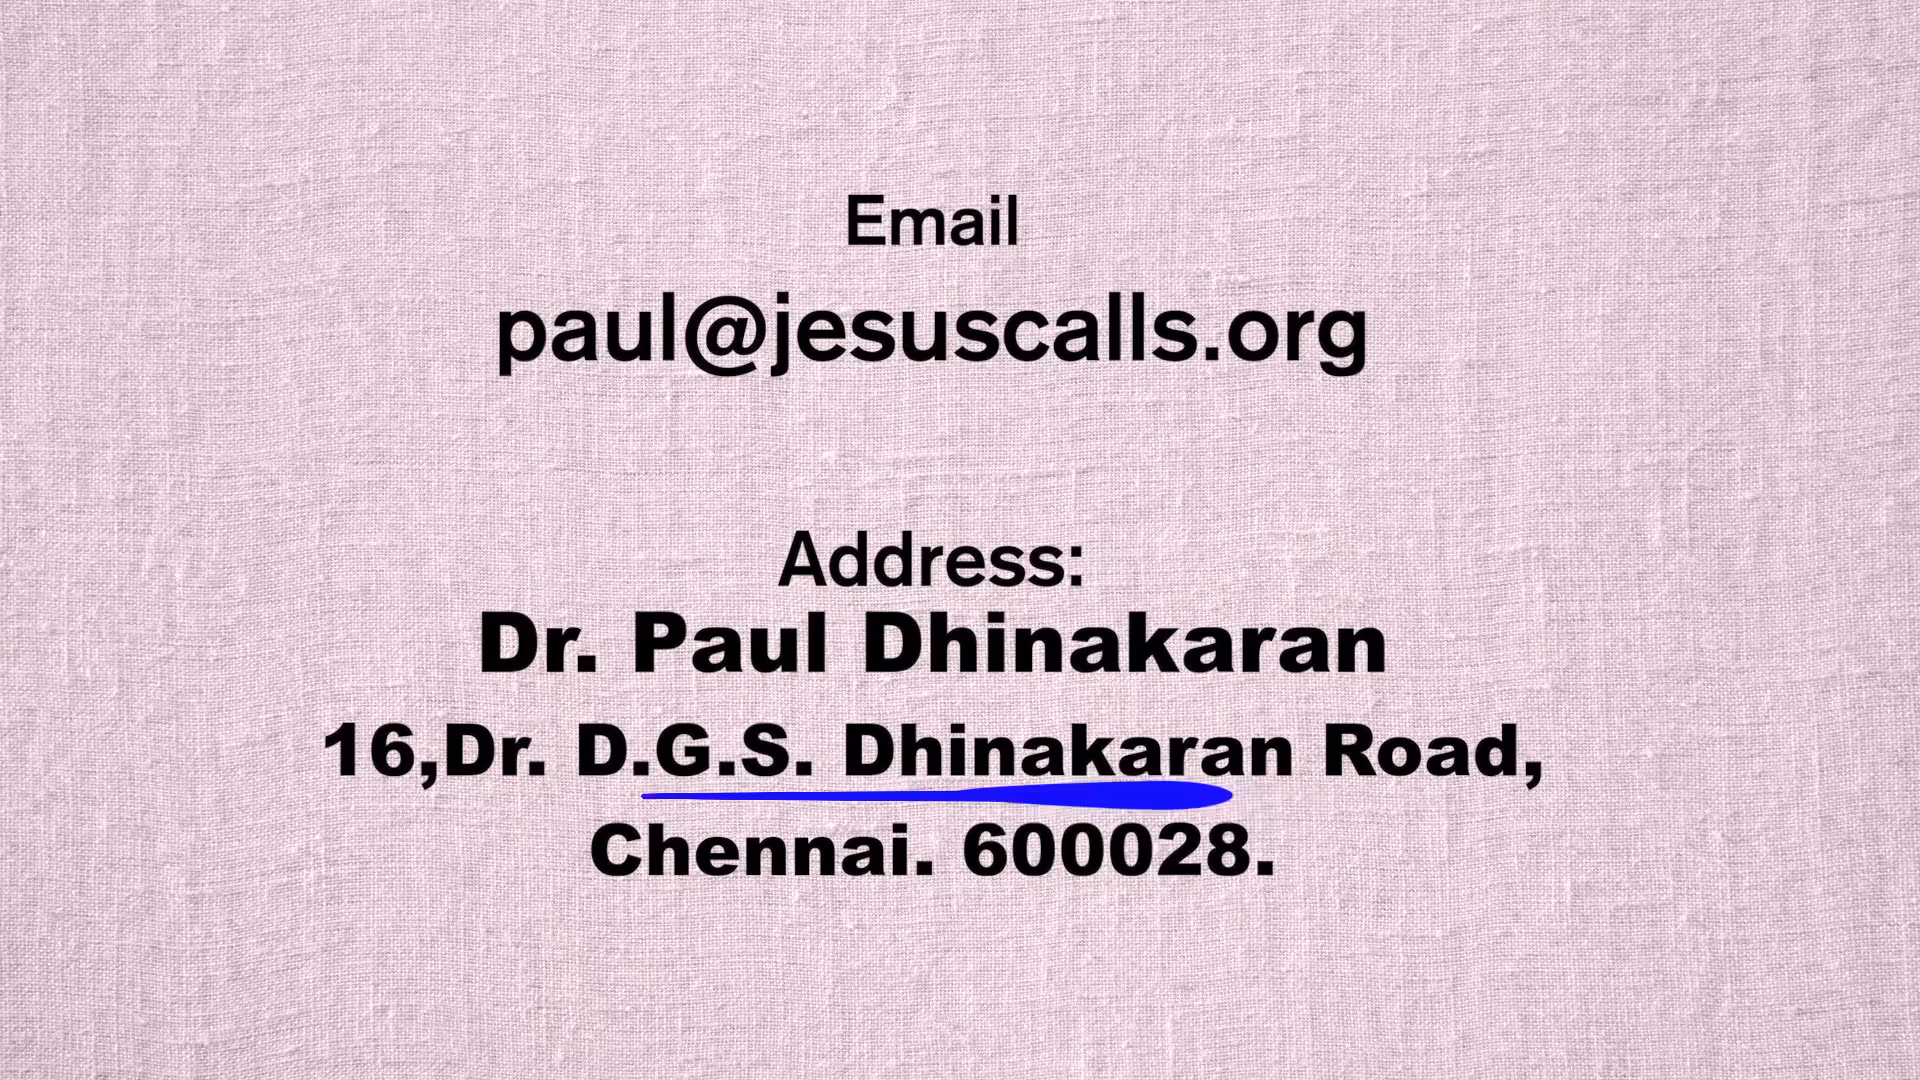 Email
paul@jesuscalls.org
Address:
Dr. Paul Dhinakaran
16,Dr. D.G.S. Dhinakaran Road,
Chennai. 600028.